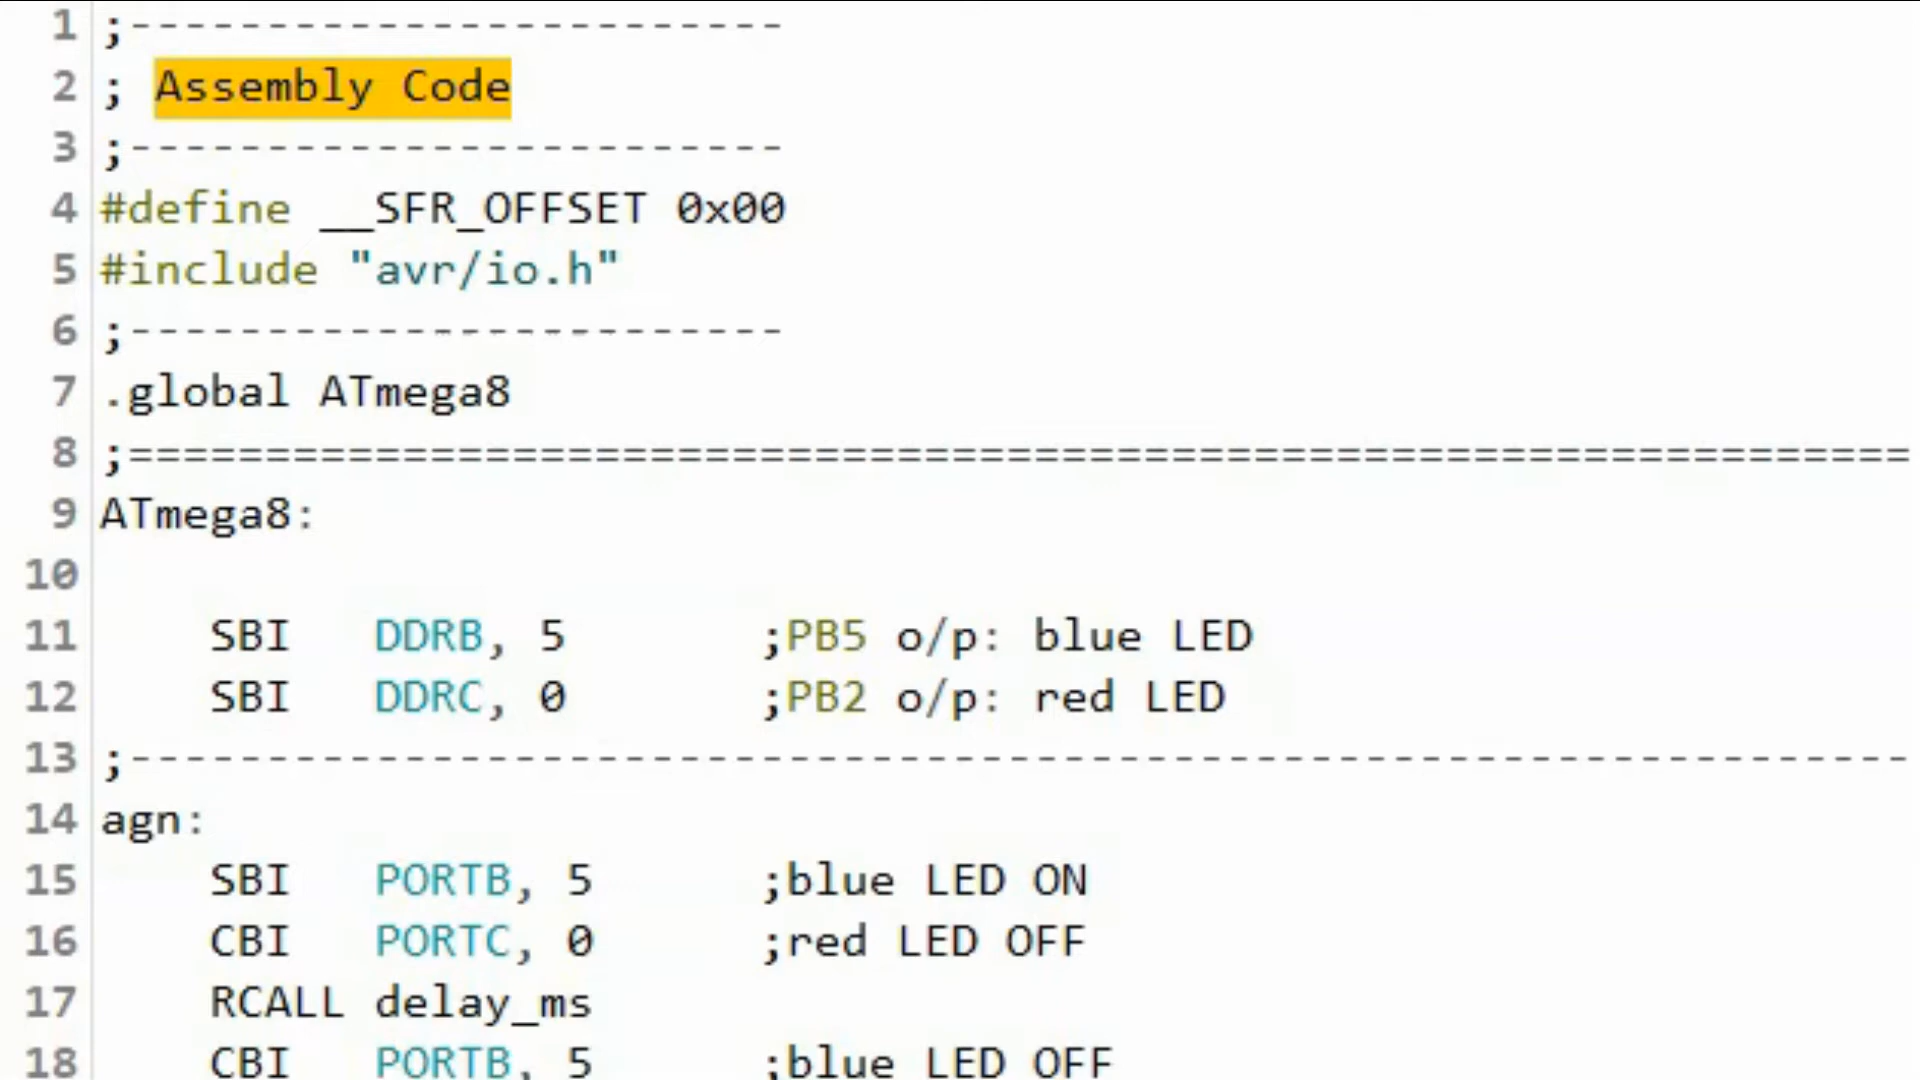 1 ;------------------------
2 ; Assembly Code
3 ;------------------------
4 #define __SFR_OFFSET 0x00
5 #include "avr/io.h"
6 ;------------------------
7 .global ATmega8
8 ;=================================================================
9 ATmega8:
10
11 SBI DDRB, 5 ;PB5 o/p: blue LED
12 SBI DDRC, 0 ;PB2 o/p: red LED
13 ;-----------------------------------------------------------------
14 agn:
15 SBI PORTB, 5 ;blue LED ON
16 CBI PORTC, 0 ;red LED OFF
17 RCALL delay_ms
18 CBI PORTB, 5 ;blue LED OFF